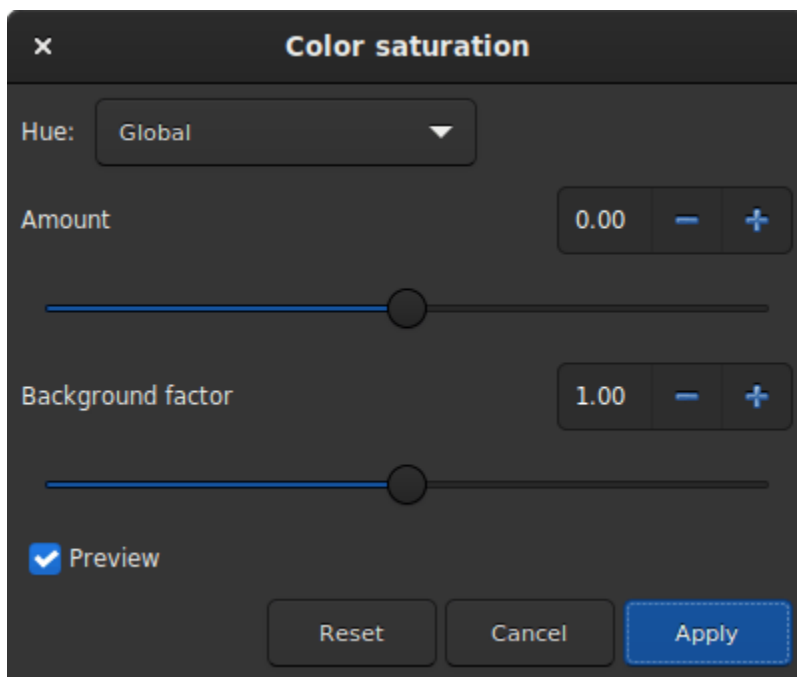 Color saturation
Hue: Global
Amount 0.00
Background factor 1.00
Preview
Reset Cancel Apply